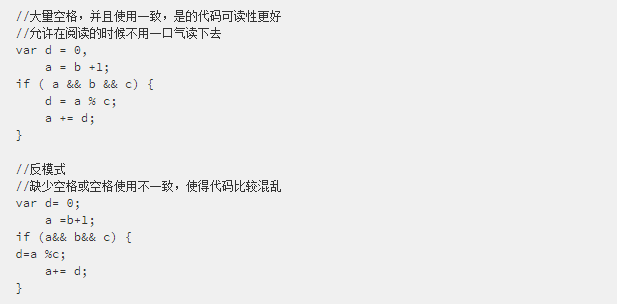 //大量空格，并且使用一致，是的代码可读性更好
//允许在阅读的时候不用一口气读下去
var d = 0,
    a = b +1;
if ( a && b && c) {
    d = a % c;
    a += d;
}

//反模式
//缺少空格或空格使用不一致，使得代码比较混乱
var d= 0;
    a =b+1;
if (a&& b&& c) {
d=a %c;
    a+= d;
}